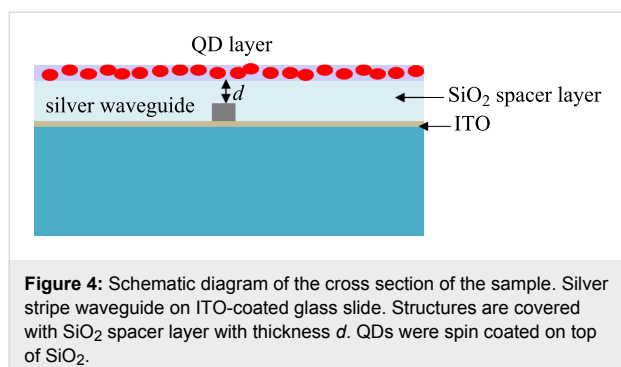 QD layer
d
silver waveguide
SiO₂ spacer layer
ITO
Figure 4: Schematic diagram of the cross section of the sample. Silver
stripe waveguide on ITO-coated glass slide. Structures are covered
with SiO₂ spacer layer with thickness d. QDs were spin coated on top
of SiO₂.